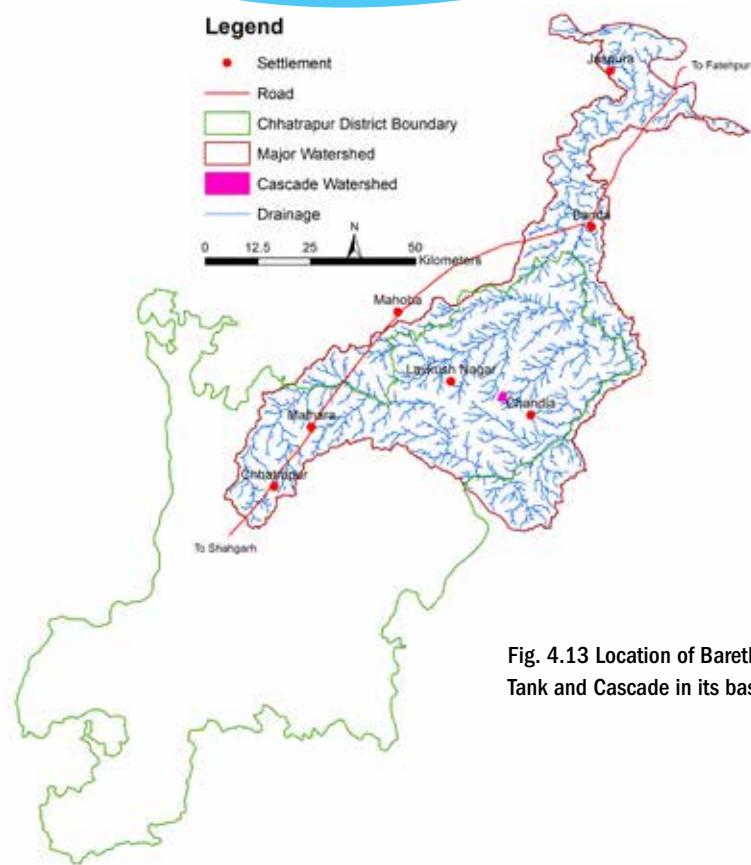 Legend
Settlement
Road
Chhatrapur District Boundary
Major Watershed
Cascade Watershed
Drainage
N
0 12.5 25 50
Kilometers
Jaspura
To Fatehpur
Banda
Mahoba
Lavkush Nagar
Chandla
Malhara
Chhatrapur
To Shahgarh
Fig. 4.13 Location of Bareth
Tank and Cascade in its bas